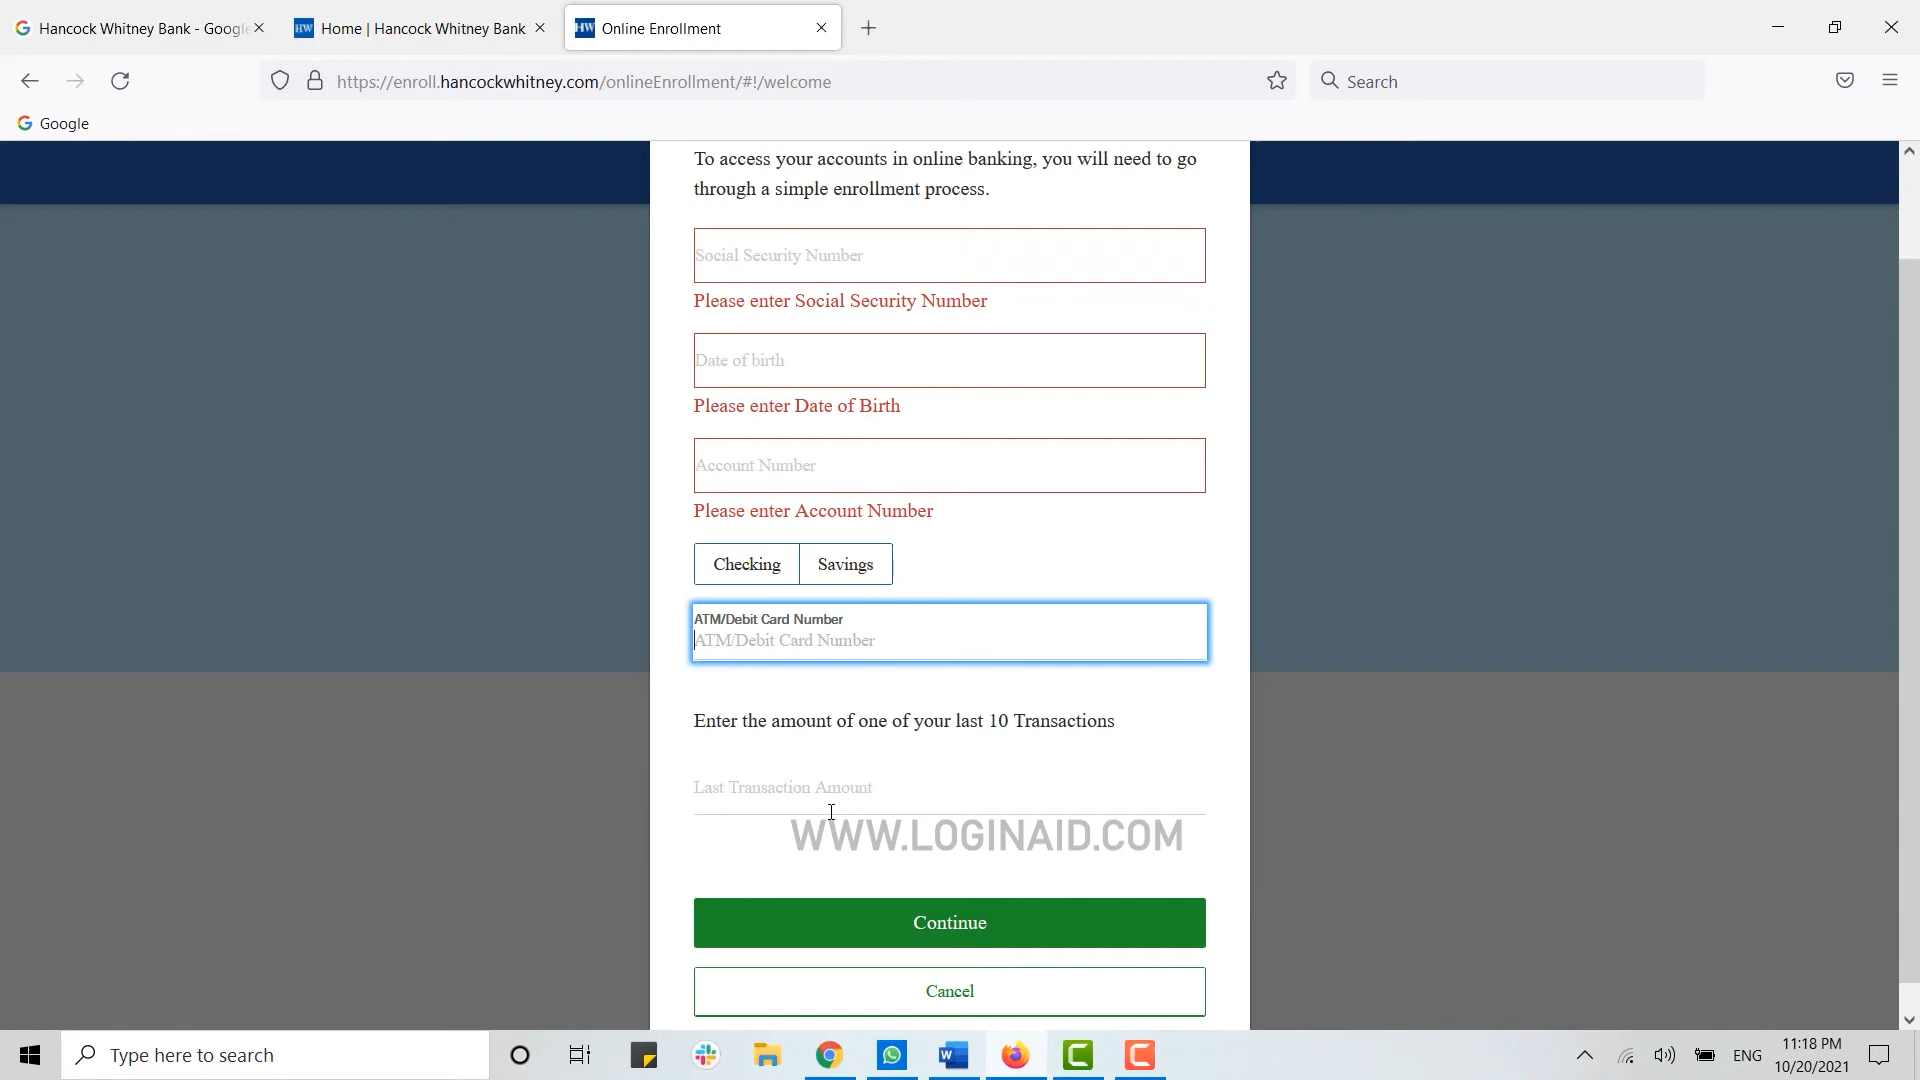 Hancock Whitney Bank - Google
Home | Hancock Whitney Bank
Online Enrollment
https://enroll.hancockwhitney.com/onlineEnrollment/#!/welcome
Search
Google
To access your accounts in online banking, you will need to go
through a simple enrollment process.
Social Security Number
Please enter Social Security Number
Date of birth
Please enter Date of Birth
Account Number
Please enter Account Number
Checking
Savings
ATM/Debit Card Number
ATM/Debit Card Number
Enter the amount of one of your last 10 Transactions
Last Transaction Amount
WWW.LOGINAID.COM
Continue
Cancel
Type here to search
ENG
11:18 PM
10/20/2021